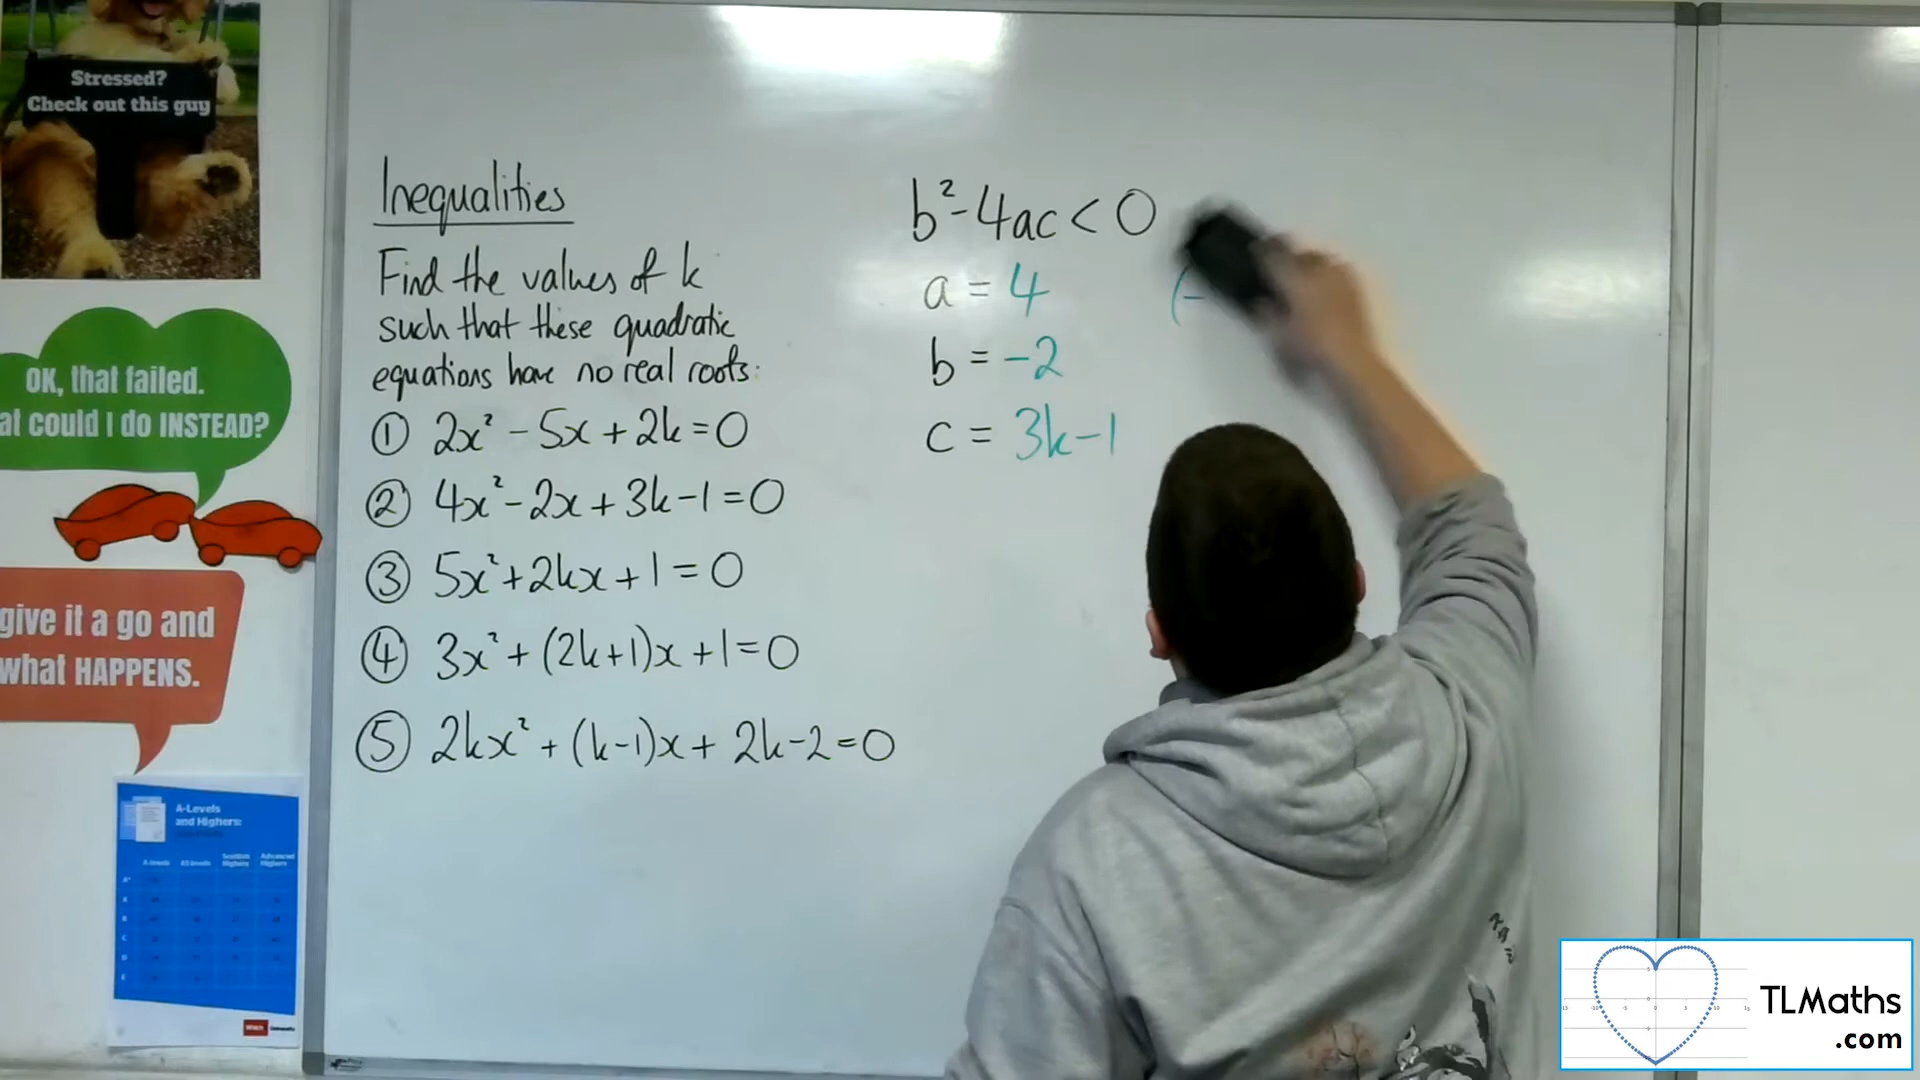 Stressed?
Check out this guy
OK, that failed.
at could I do INSTEAD?
give it a go and
what HAPPENS.
A-Levels
and Highers:
Inequalities
Find the values of k
such that these quadratic
equations have no real roots:
① 2x² - 5x + 2k = 0
② 4x² - 2x + 3k - 1 = 0
③ 5x² + 2kx + 1 = 0
④ 3x² + (2k+1)x + 1 = 0
⑤ 2kx² + (k-1)x + 2k - 2 = 0
b² - 4ac < 0
a = 4
(-
b = -2
c = 3k-1
TLMaths
.com